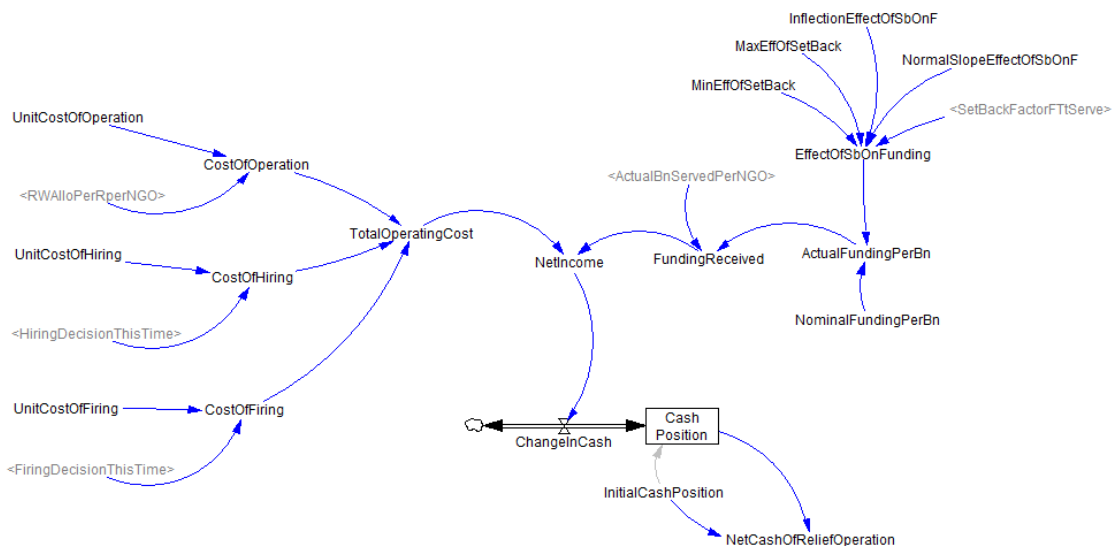 InflectionEffectOfSbOnF
MaxEffOfSetBack
NormalSlopeEffectOfSbOnF
MinEffOfSetBack
<SetBackFactorFTtServe>
UnitCostOfOperation
EffectOfSbOnFunding
CostOfOperation
<ActualBnServedPerNGO>
<RWAlloPerRperNGO>
TotalOperatingCost
UnitCostOfHiring
NetIncome
FundingReceived
ActualFundingPerBn
CostOfHiring
NominalFundingPerBn
<HiringDecisionThisTime>
UnitCostOfFiring
CostOfFiring
Cash
Position
ChangeInCash
<FiringDecisionThisTime>
InitialCashPosition
NetCashOfReliefOperation